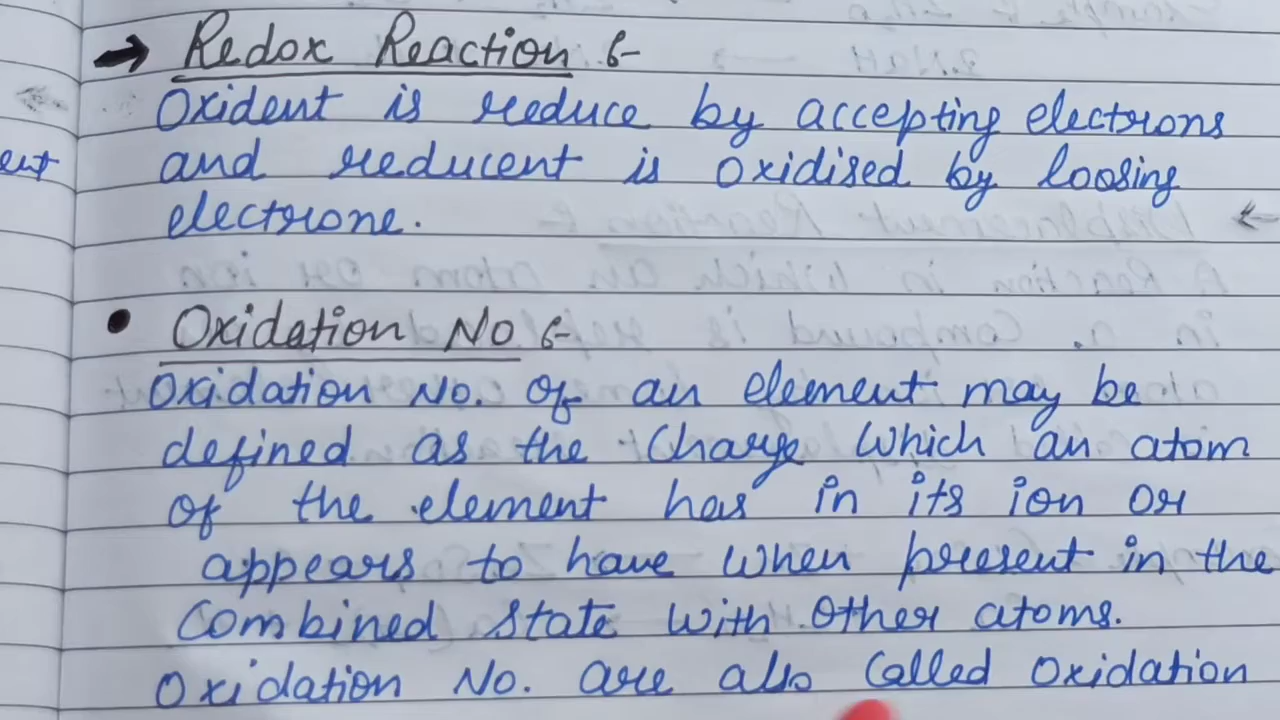 → Redox Reaction :-
Oxident is reduce by accepting electrons
and reducent is oxidised by loosing
electrone.
• Oxidation No :-
Oxidation No. of an element may be
defined as the Charge which an atom
of the element has in its ion or
appears to have when present in the
Combined state with other atoms.
Oxidation No. are also Called Oxidation